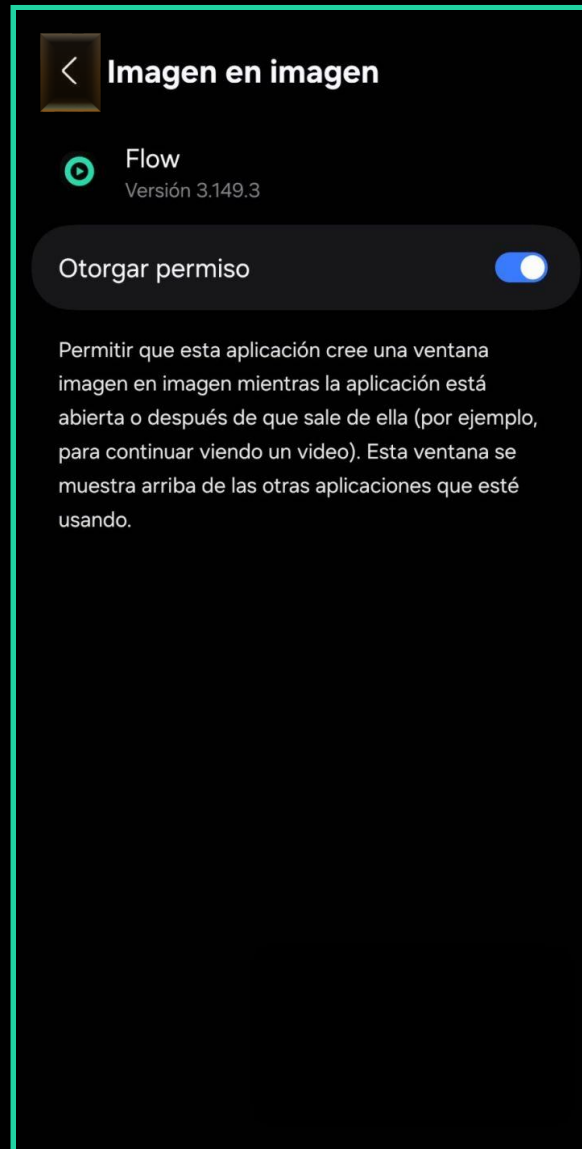 Imagen en imagen
Flow
Versión 3.149.3
Otorgar permiso
Permitir que esta aplicación cree una ventana
imagen en imagen mientras la aplicación está
abierta o después de que sale de ella (por ejemplo,
para continuar viendo un video). Esta ventana se
muestra arriba de las otras aplicaciones que esté
usando.